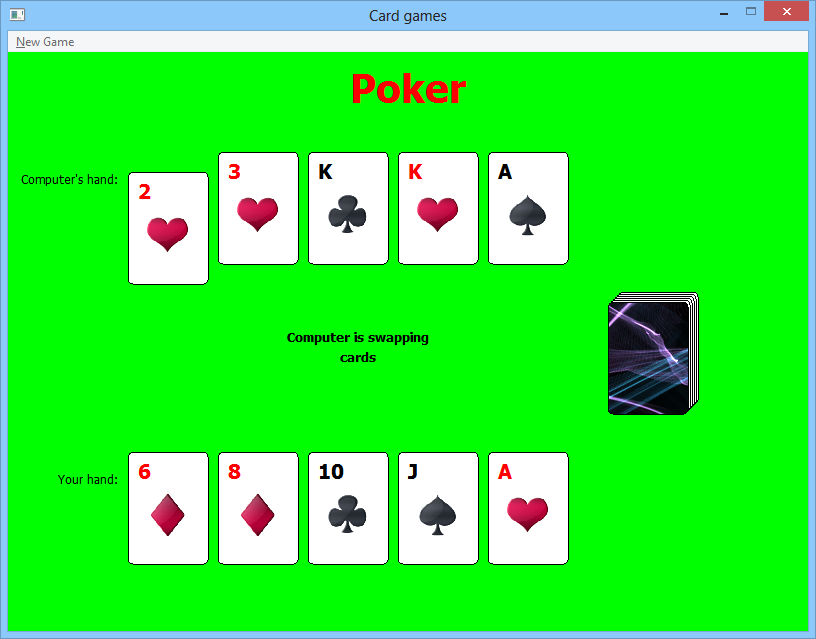 Card games
New Game
Poker
Computer's hand:
2
3
K
K
A
Computer is swapping
cards
Your hand:
6
8
10
J
A